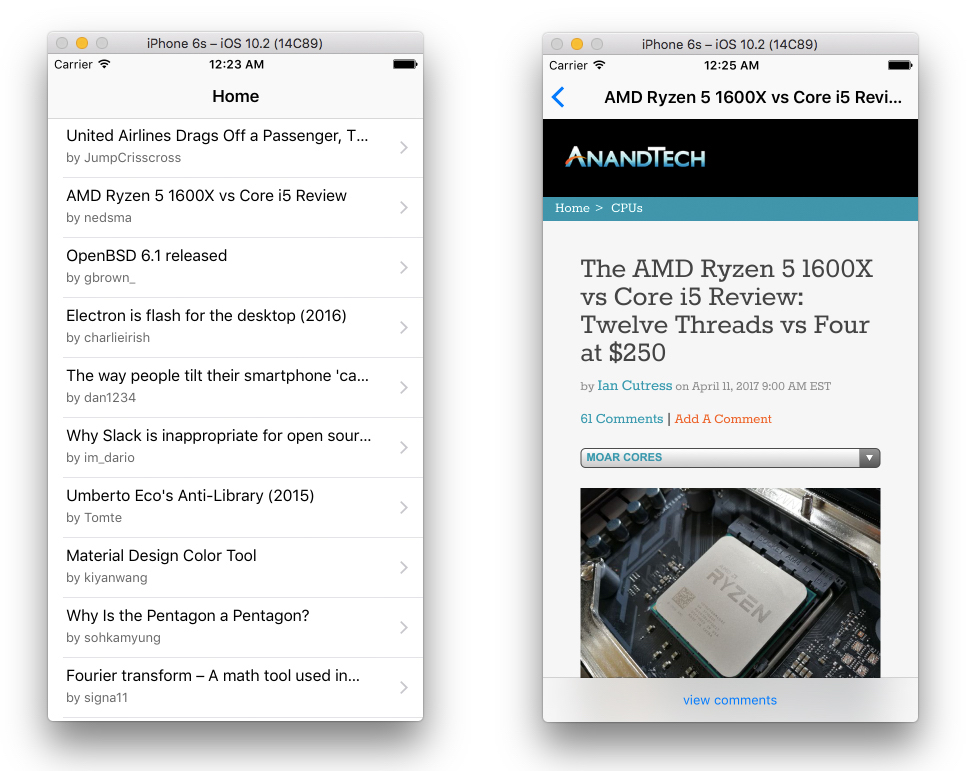 iPhone 6s – iOS 10.2 (14C89)
Carrier 12:23 AM
Home
United Airlines Drags Off a Passenger, T...
by JumpCrisscross
AMD Ryzen 5 1600X vs Core i5 Review
by nedsma
OpenBSD 6.1 released
by gbrown_
Electron is flash for the desktop (2016)
by charlieirish
The way people tilt their smartphone 'ca...
by dan1234
Why Slack is inappropriate for open sour...
by im_dario
Umberto Eco's Anti-Library (2015)
by Tomte
Material Design Color Tool
by kiyanwang
Why Is the Pentagon a Pentagon?
by sohkamyung
Fourier transform – A math tool used in...
by signa11
iPhone 6s – iOS 10.2 (14C89)
Carrier 12:25 AM
AMD Ryzen 5 1600X vs Core i5 Revi...
ANANDTECH
Home > CPUs
The AMD Ryzen 5 1600X
vs Core i5 Review:
Twelve Threads vs Four
at $250
by Ian Cutress on April 11, 2017 9:00 AM EST
61 Comments | Add A Comment
MOAR CORES
RYZEN
view comments